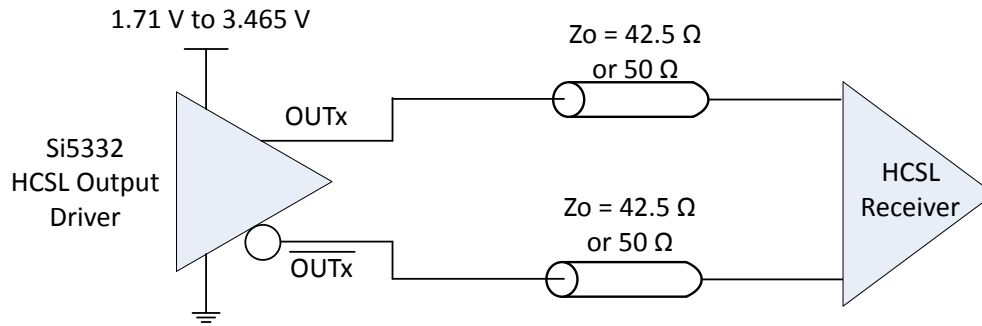 1.71 V to 3.465 V
Zo = 42.5 Ω
or 50 Ω
OUTx
Si5332
HCSL Output
Driver
HCSL
Receiver
Zo = 42.5 Ω
or 50 Ω
OUTx